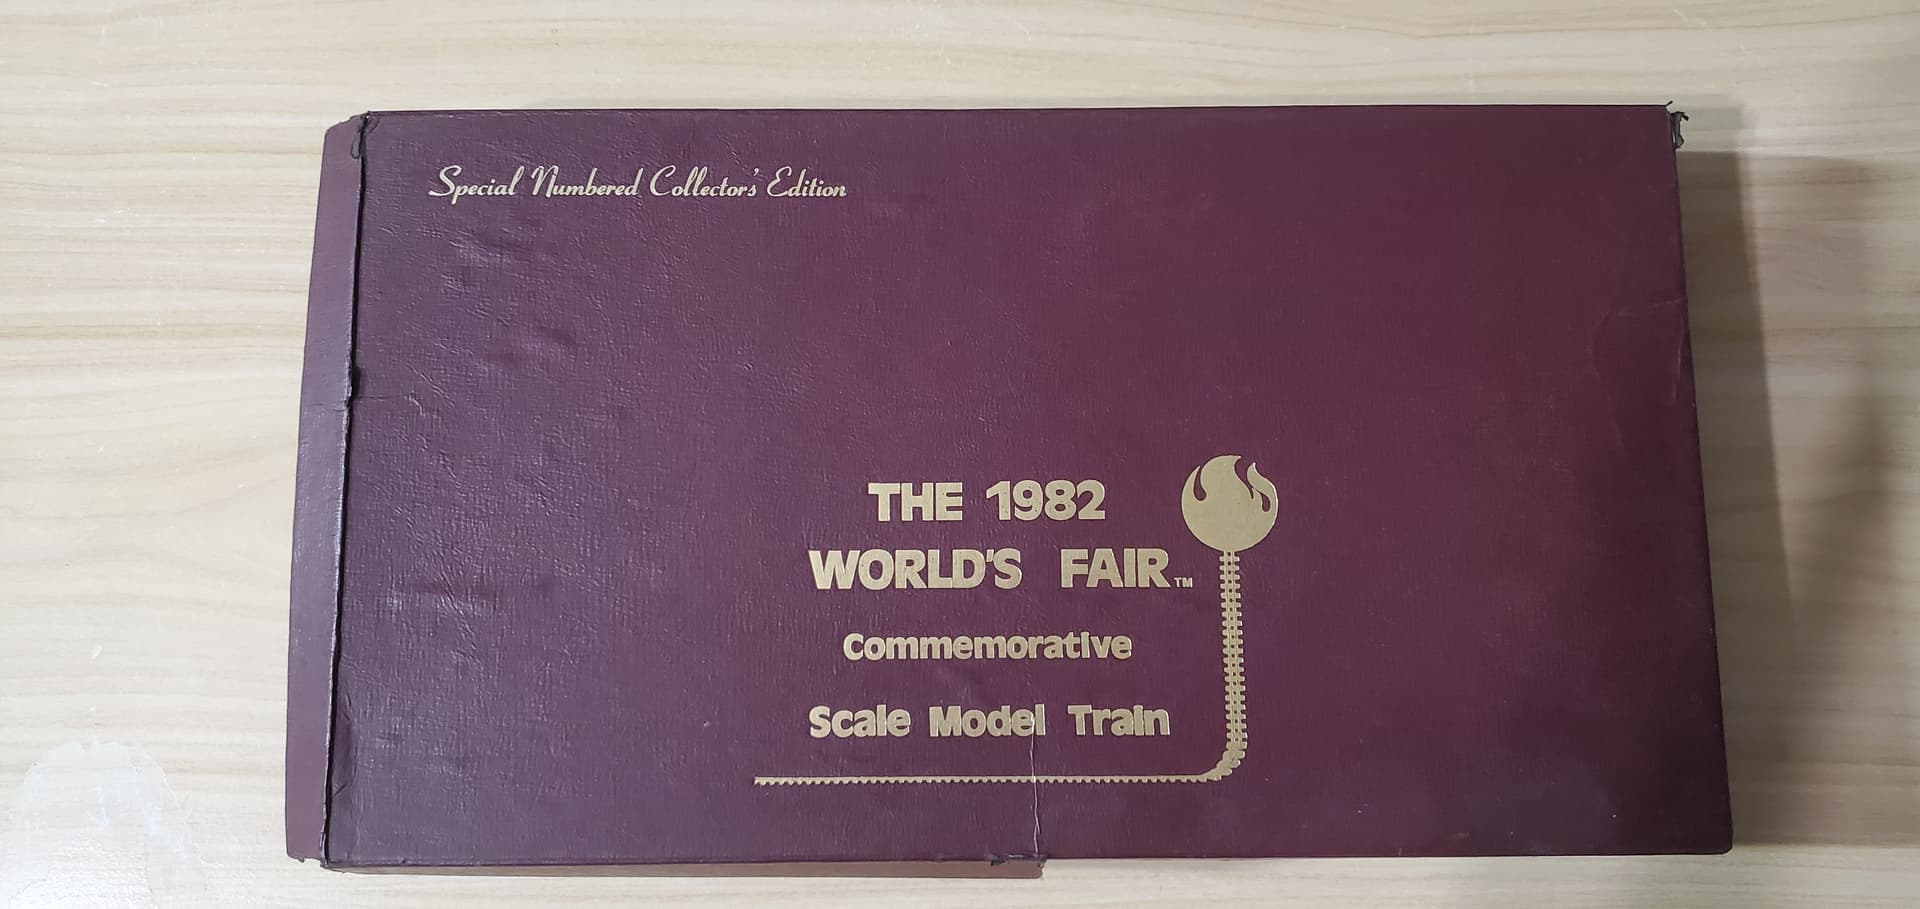 Special Numbered Collector's Edition
THE 1982
WORLD'S FAIR™
Commemorative
Scale Model Train